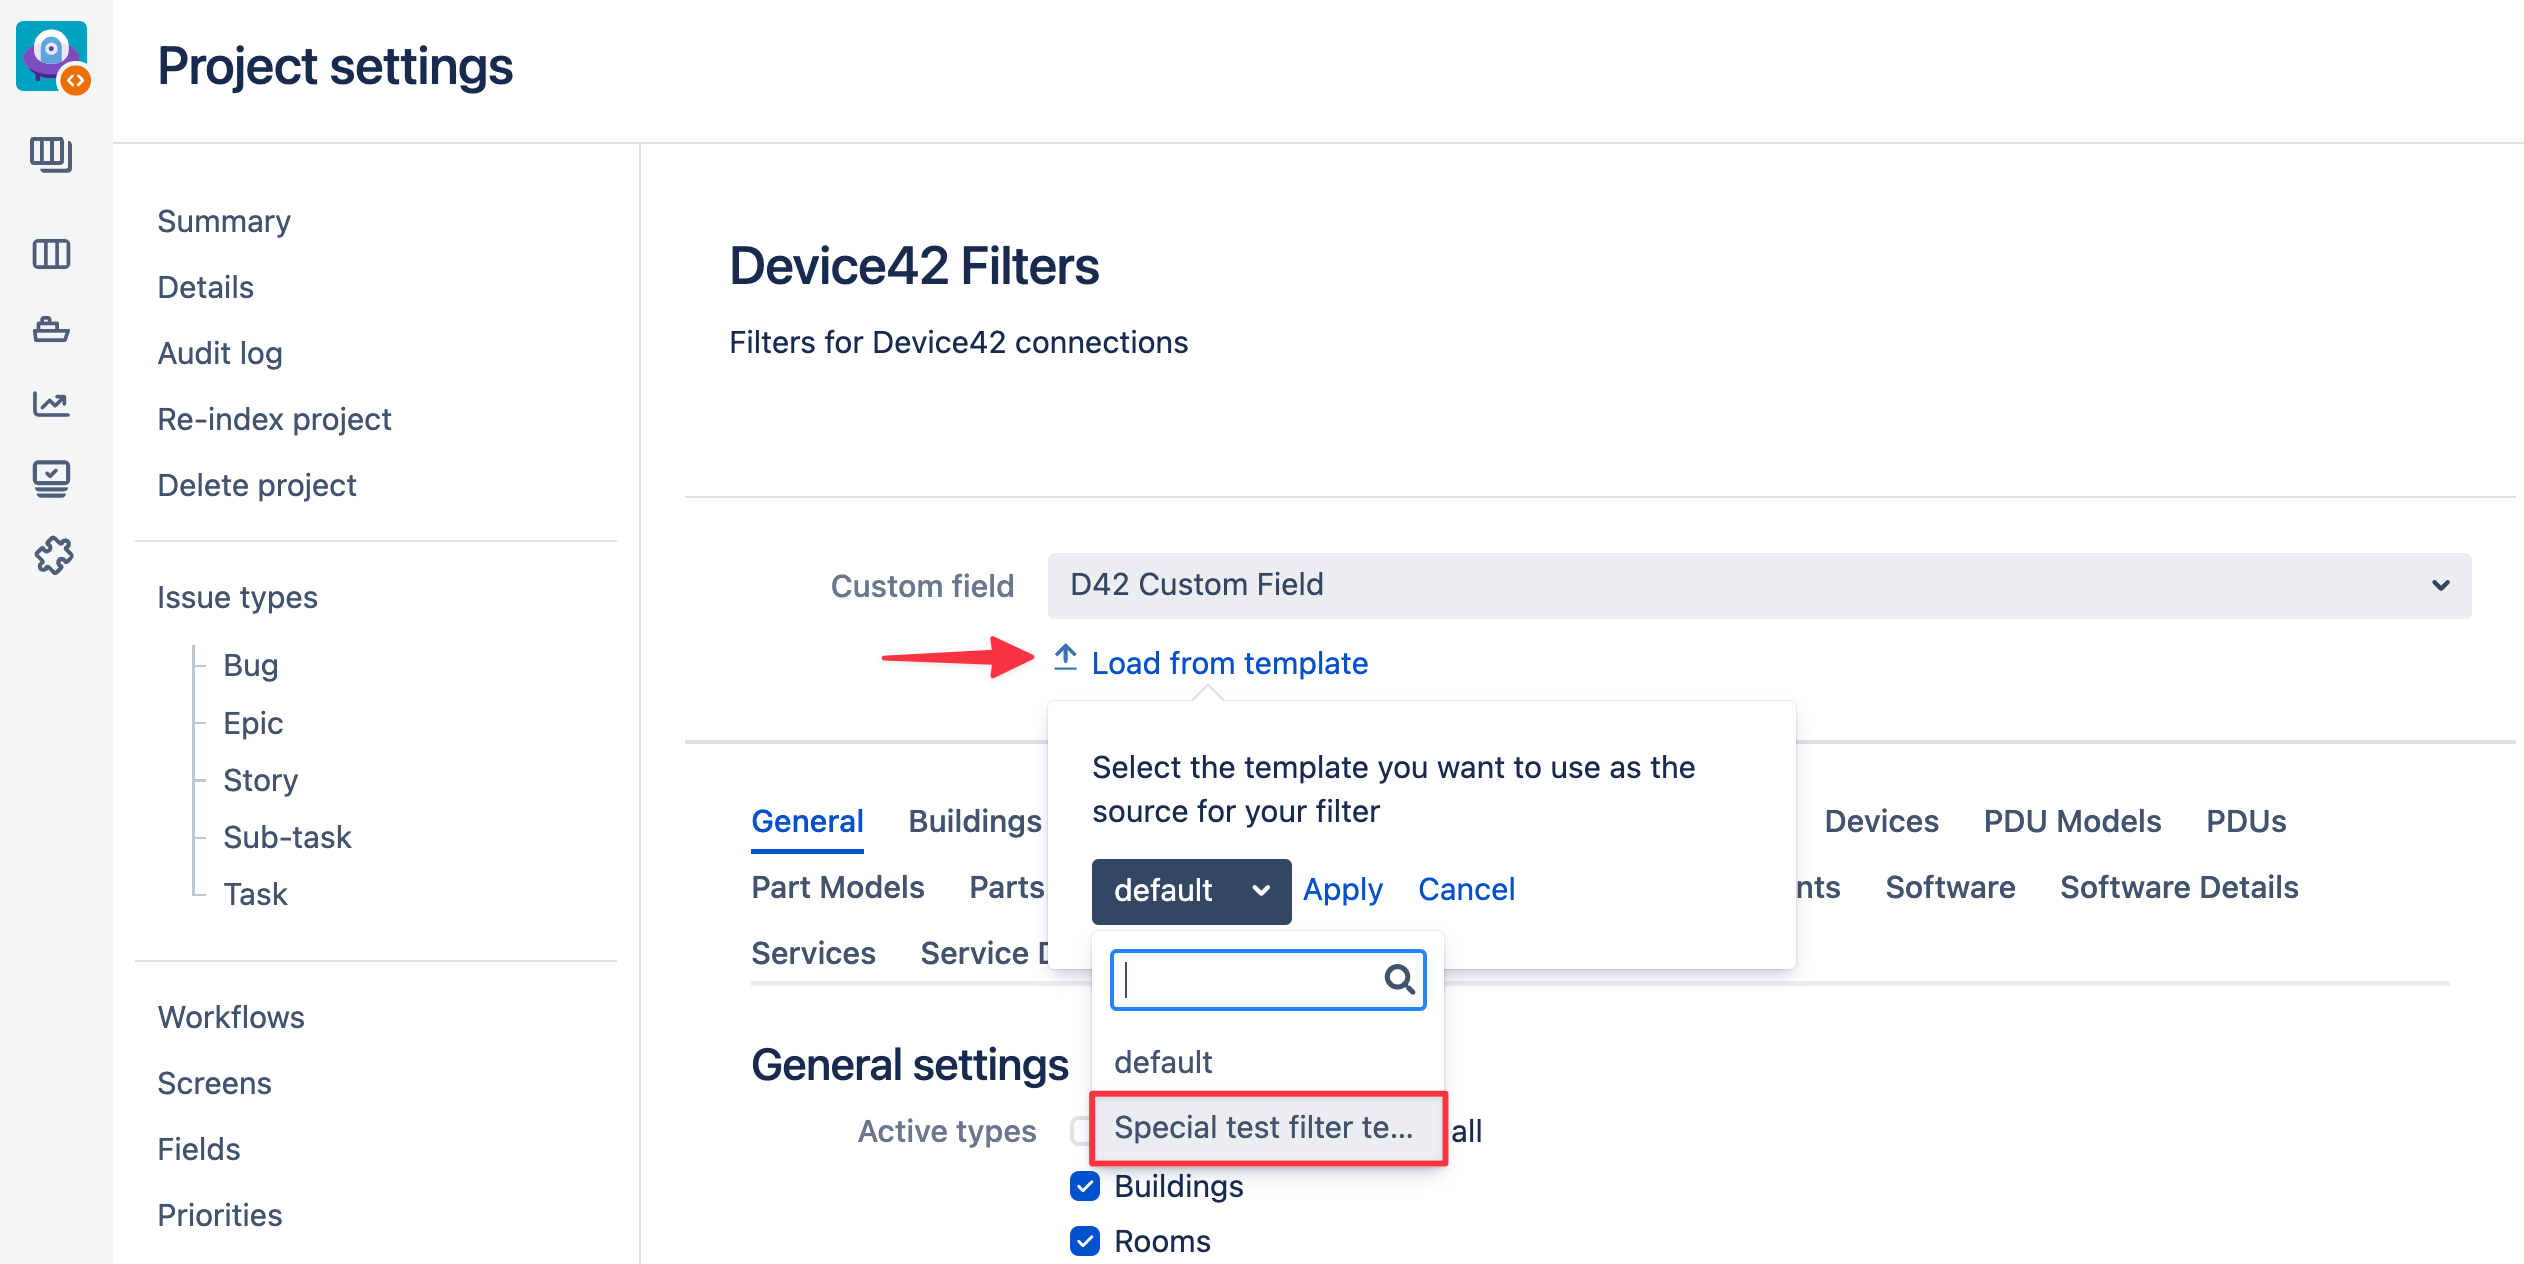 Project settings
Summary
Details
Audit log
Re-index project
Delete project
Issue types
Bug
Epic
Story
Sub-task
Task
Workflows
Screens
Fields
Priorities
Device42 Filters
Filters for Device42 connections
Custom field D42 Custom Field
Load from template
Select the template you want to use as the
source for your filter
default Apply Cancel
default
Special test filter te...
General Buildings Devices PDU Models PDUs
Part Models Parts Software Software Details
Services Service
General settings
Active types all
Buildings
Rooms